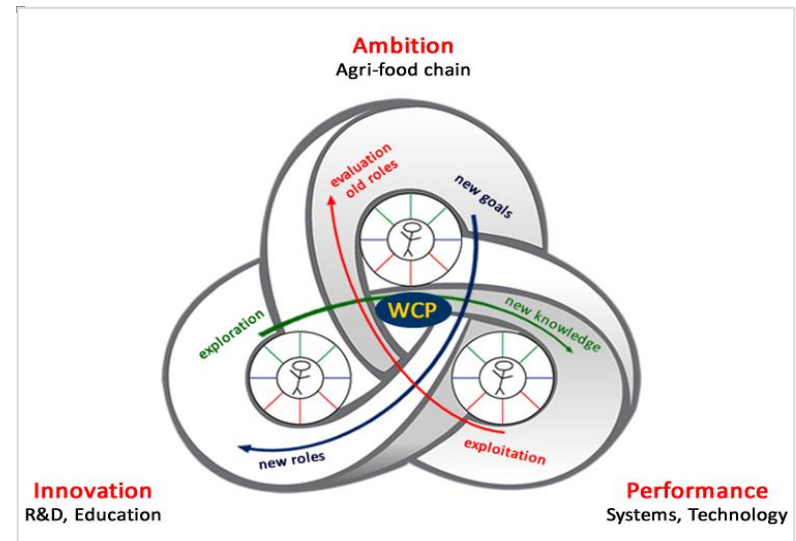 Ambition
Agri-food chain
evaluation
old roles
new goals
WCP
exploration
new knowledge
new roles
exploitation
Innovation
R&D, Education
Performance
Systems, Technology